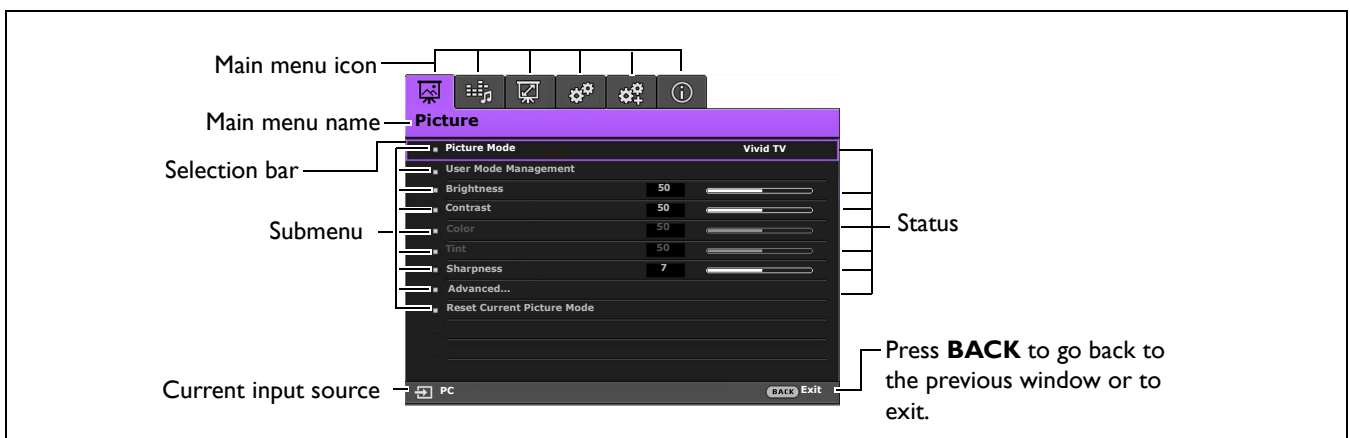 Main menu icon
Main menu name
Picture
Selection bar
Picture Mode Vivid TV
User Mode Management
Brightness 50
Contrast 50
Submenu
Color 50
Status
Tint 50
Sharpness 7
Advanced...
Reset Current Picture Mode
Current input source
PC
BACK Exit
Press BACK to go back to
the previous window or to
exit.